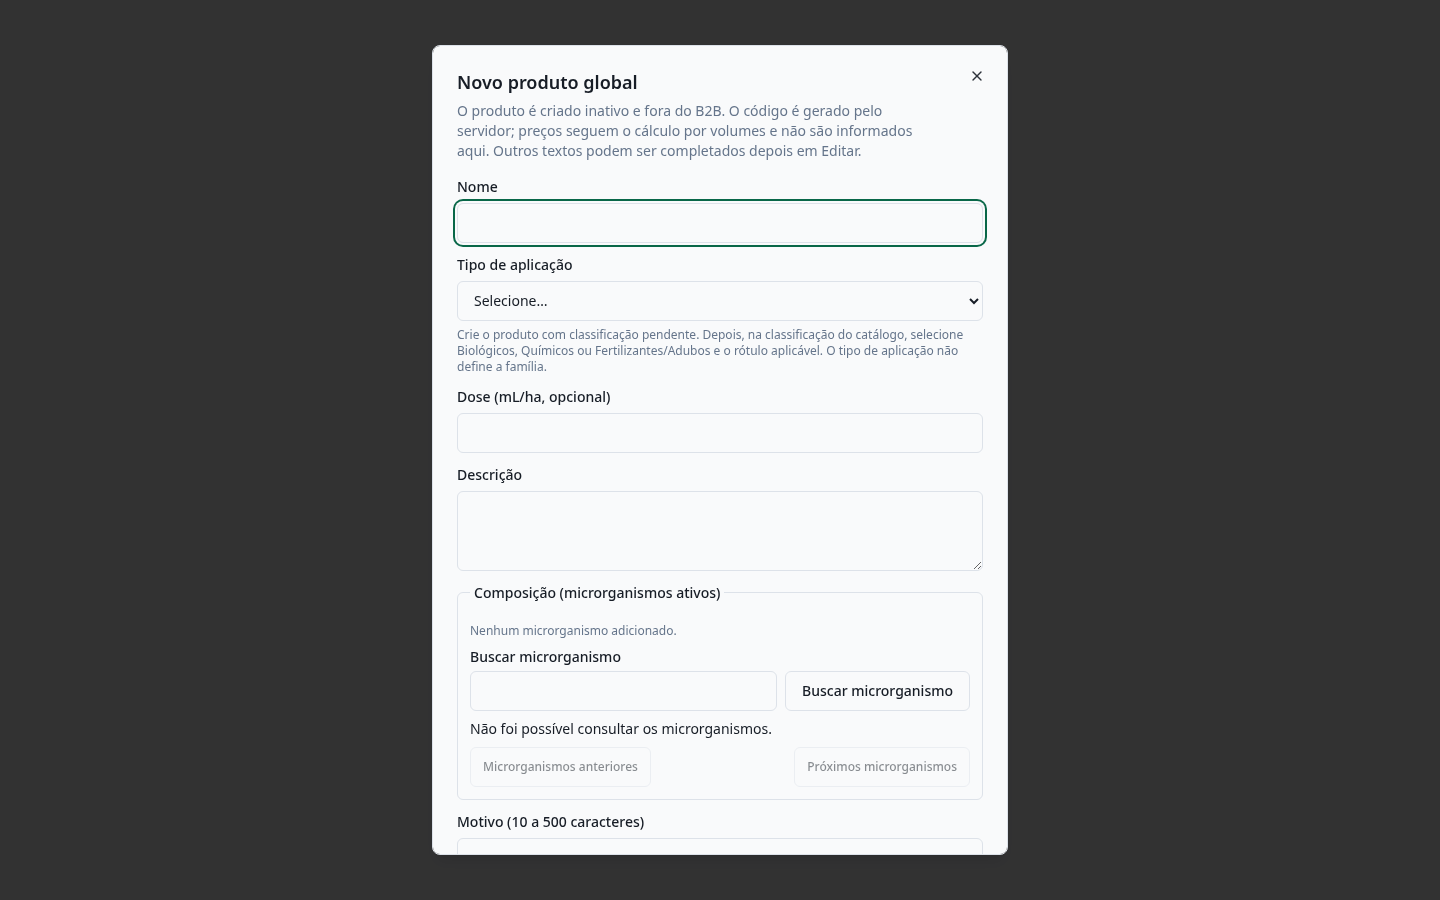 Novo produto global
O produto é criado inativo e fora do B2B. O código é gerado pelo
servidor; preços seguem o cálculo por volumes e não são informados
aqui. Outros textos podem ser completados depois em Editar.
Nome
Tipo de aplicação
Selecione...
Crie o produto com classificação pendente. Depois, na classificação do catálogo, selecione
Biológicos, Químicos ou Fertilizantes/Adubos e o rótulo aplicável. O tipo de aplicação não
define a família.
Dose (mL/ha, opcional)
Descrição
Composição (microrganismos ativos)
Nenhum microrganismo adicionado.
Buscar microrganismo
Buscar microrganismo
Não foi possível consultar os microrganismos.
Microrganismos anteriores
Próximos microrganismos
Motivo (10 a 500 caracteres)